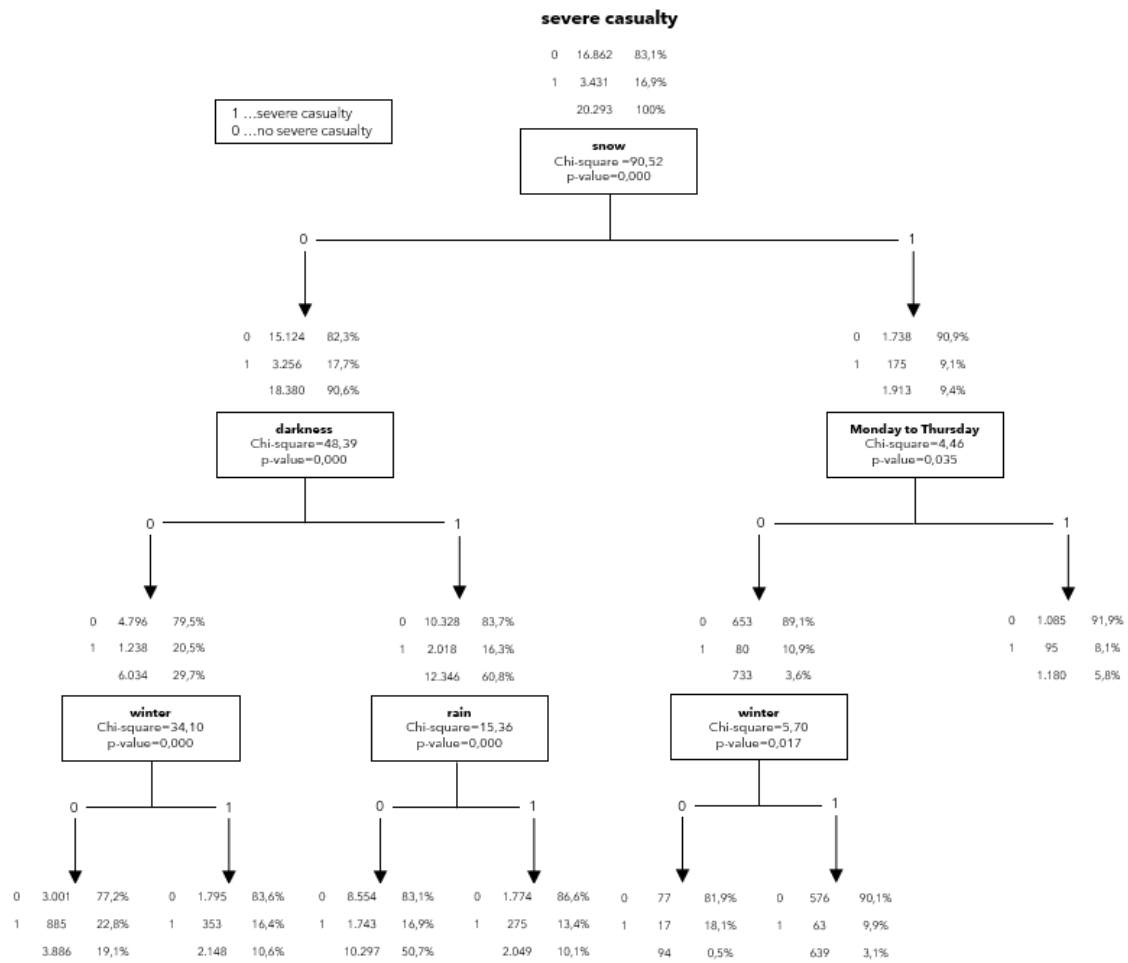 severe casualty
0 16.862 83,1%
1 3.431 16,9%
20.293 100%
1 ...severe casualty
0 ...no severe casualty
snow
Chi-square =90,52
p-value=0,000
0 1
0 15.124 82,3%
1 3.256 17,7%
18.380 90,6%
0 1.738 90,9%
1 175 9,1%
1.913 9,4%
darkness
Chi-square=48,39
p-value=0,000
Monday to Thursday
Chi-square=4,46
p-value=0,035
0 1
0 1
0 4.796 79,5%
1 1.238 20,5%
6.034 29,7%
0 10.328 83,7%
1 2.018 16,3%
12.346 60,8%
0 653 89,1%
1 80 10,9%
733 3,6%
0 1.085 91,9%
1 95 8,1%
1.180 5,8%
winter
Chi-square=34,10
p-value=0,000
rain
Chi-square=15,36
p-value=0,000
winter
Chi-square=5,70
p-value=0,017
0 1
0 1
0 1
0 3.001 77,2%
1 885 22,8%
3.886 19,1%
0 1.795 83,6%
1 353 16,4%
2.148 10,6%
0 8.554 83,1%
1 1.743 16,9%
10.297 50,7%
0 1.774 86,6%
1 275 13,4%
2.049 10,1%
0 77 81,9%
1 17 18,1%
94 0,5%
0 576 90,1%
1 63 9,9%
639 3,1%